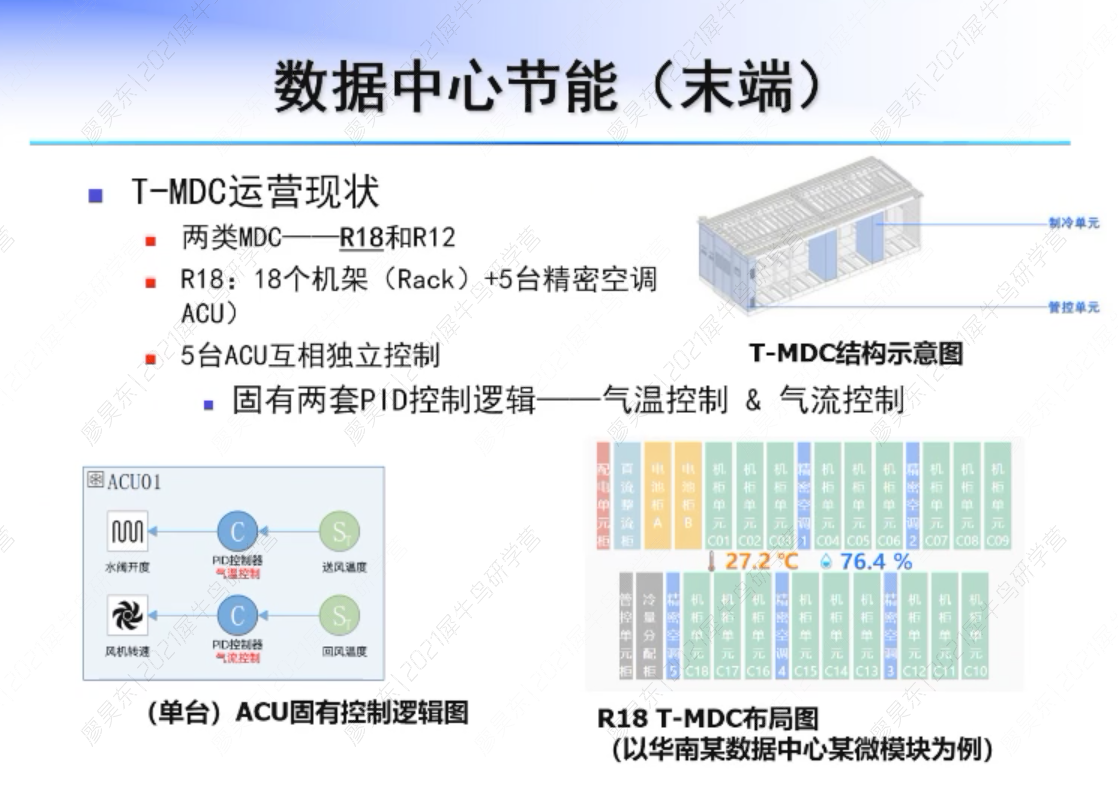 数据中心节能（末端）
T-MDC运营现状
两类MDC——R18和R12
R18：18个机架（Rack）+5台精密空调
ACU）
5台ACU互相独立控制
固有两套PID控制逻辑——气温控制 & 气流控制
制冷单元
管控单元
T-MDC结构示意图
ACU01
C
S
水阀开度
PID控制器
气温控制
送风温度
C
S
风机转速
PID控制器
气流控制
回风温度
（单台）ACU固有控制逻辑图
配电单元柜
直流整流柜
电池柜A
电池柜B
机柜单元C01
机柜单元C02
机柜单元C03
精密空调1
机柜单元C04
机柜单元C05
机柜单元C06
精密空调2
机柜单元C07
机柜单元C08
机柜单元C09
27.2 ℃ 76.4 %
管控单元柜
冷量分配柜
精密空调5
机柜单元C18
机柜单元C17
机柜单元C16
精密空调4
机柜单元C15
机柜单元C14
机柜单元C13
精密空调3
机柜单元C12
机柜单元C11
机柜单元C10
R18 T-MDC布局图
（以华南某数据中心某微模块为例）
廖昊东|2021犀牛鸟研学营